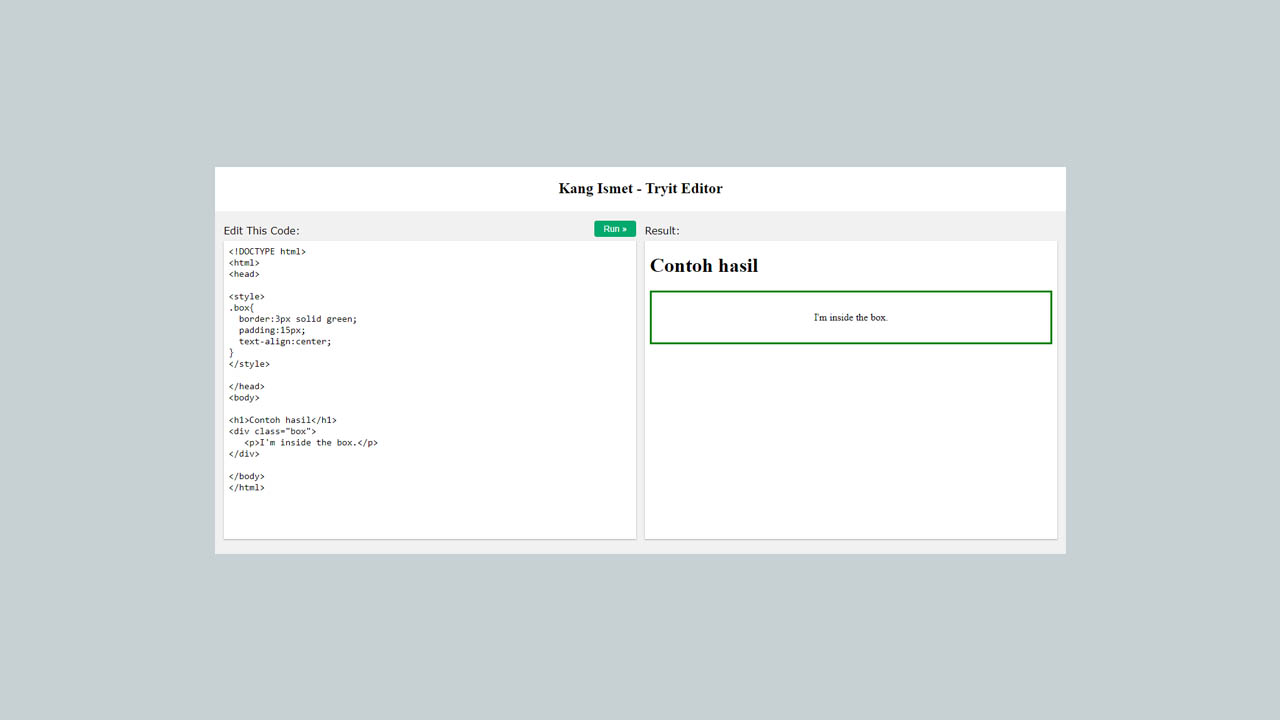 Kang Ismet - Tryit Editor
Edit This Code:
Run »
<!DOCTYPE html>
<html>
<head>
<style>
.box{
  border:3px solid green;
  padding:15px;
  text-align:center;
}
</style>
</head>
<body>
<h1>Contoh hasil</h1>
<div class="box">
   <p>I'm inside the box.</p>
</div>
</body>
</html>
Result:
Contoh hasil
I'm inside the box.